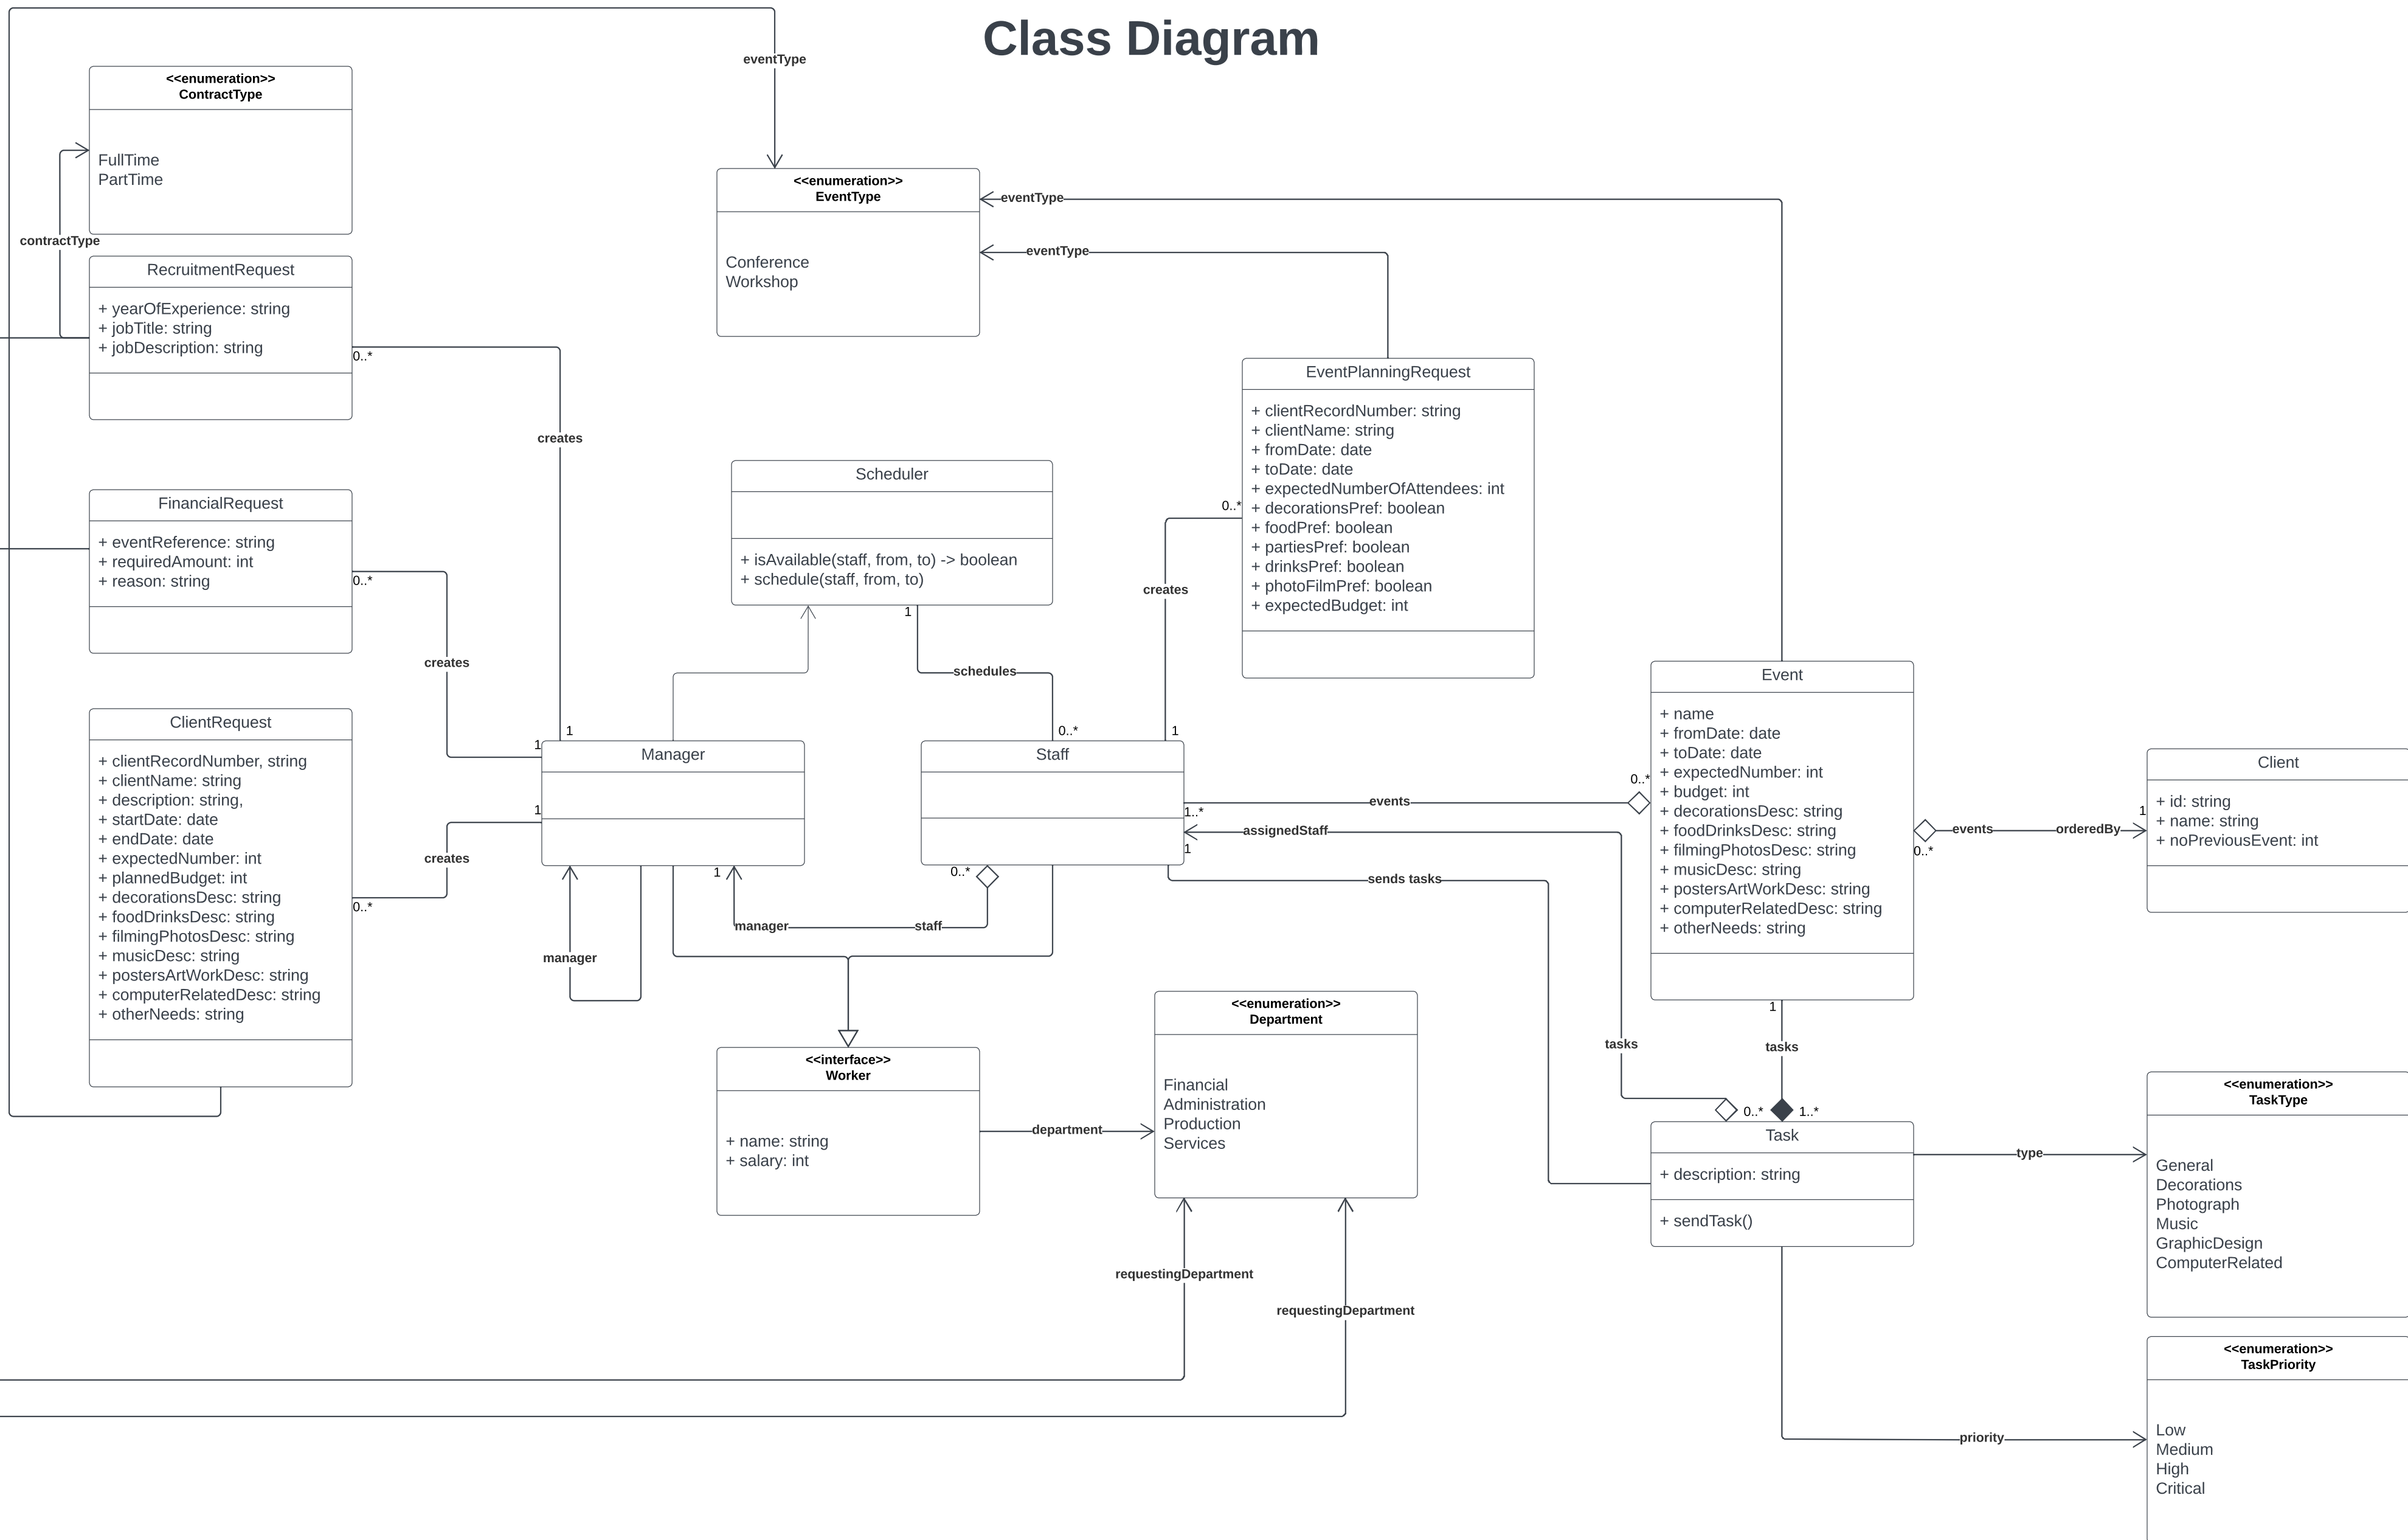 Class Diagram
eventType
<<enumeration>>
ContractType
FullTime
PartTime
contractType
RecruitmentRequest
+ yearOfExperience: string
+ jobTitle: string
+ jobDescription: string
0..*
creates
1
<<enumeration>>
EventType
Conference
Workshop
eventType
eventType
EventPlanningRequest
+ clientRecordNumber: string
+ clientName: string
+ fromDate: date
+ toDate: date
+ expectedNumberOfAttendees: int
+ decorationsPref: boolean
+ foodPref: boolean
+ partiesPref: boolean
+ drinksPref: boolean
+ photoFilmPref: boolean
+ expectedBudget: int
0..*
creates
1
Scheduler
+ isAvailable(staff, from, to) -> boolean
+ schedule(staff, from, to)
1
schedules
0..*
FinancialRequest
+ eventReference: string
+ requiredAmount: int
+ reason: string
0..*
creates
1
ClientRequest
+ clientRecordNumber, string
+ clientName: string
+ description: string,
+ startDate: date
+ endDate: date
+ expectedNumber: int
+ plannedBudget: int
+ decorationsDesc: string
+ foodDrinksDesc: string
+ filmingPhotosDesc: string
+ musicDesc: string
+ postersArtWorkDesc: string
+ computerRelatedDesc: string
+ otherNeeds: string
0..*
creates
1
Manager
manager
1
manager
staff
0..*
Staff
1..*
events
0..*
assignedStaff
1
sends tasks
tasks
0..*
Event
+ name
+ fromDate: date
+ toDate: date
+ expectedNumber: int
+ budget: int
+ decorationsDesc: string
+ foodDrinksDesc: string
+ filmingPhotosDesc: string
+ musicDesc: string
+ postersArtWorkDesc: string
+ computerRelatedDesc: string
+ otherNeeds: string
0..*
events
orderedBy
1
Client
+ id: string
+ name: string
+ noPreviousEvent: int
1
tasks
1..*
Task
+ description: string
+ sendTask()
type
<<enumeration>>
TaskType
General
Decorations
Photograph
Music
GraphicDesign
ComputerRelated
priority
<<enumeration>>
TaskPriority
Low
Medium
High
Critical
<<interface>>
Worker
+ name: string
+ salary: int
department
<<enumeration>>
Department
Financial
Administration
Production
Services
requestingDepartment
requestingDepartment